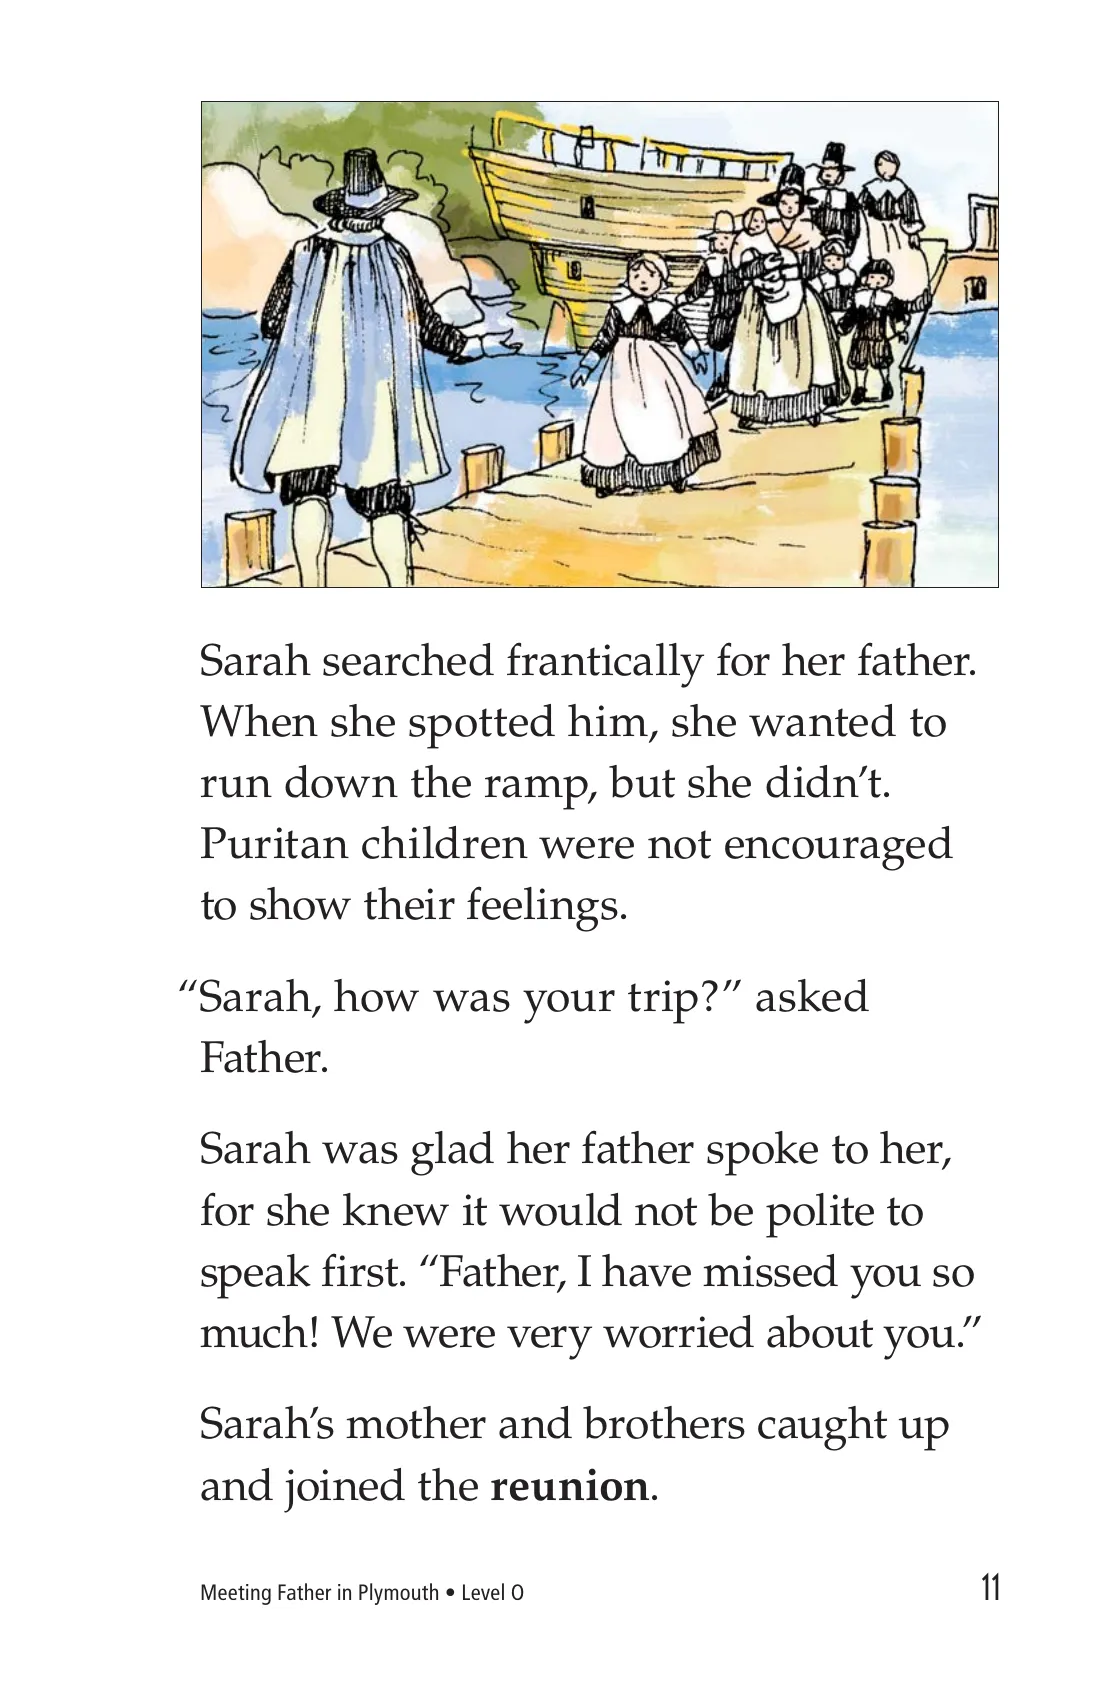 Sarah searched frantically for her father.
When she spotted him, she wanted to
run down the ramp, but she didn’t.
Puritan children were not encouraged
to show their feelings.
“Sarah, how was your trip?” asked
Father.
Sarah was glad her father spoke to her,
for she knew it would not be polite to
speak first. “Father, I have missed you so
much! We were very worried about you.”
Sarah’s mother and brothers caught up
and joined the reunion.
Meeting Father in Plymouth • Level O 11